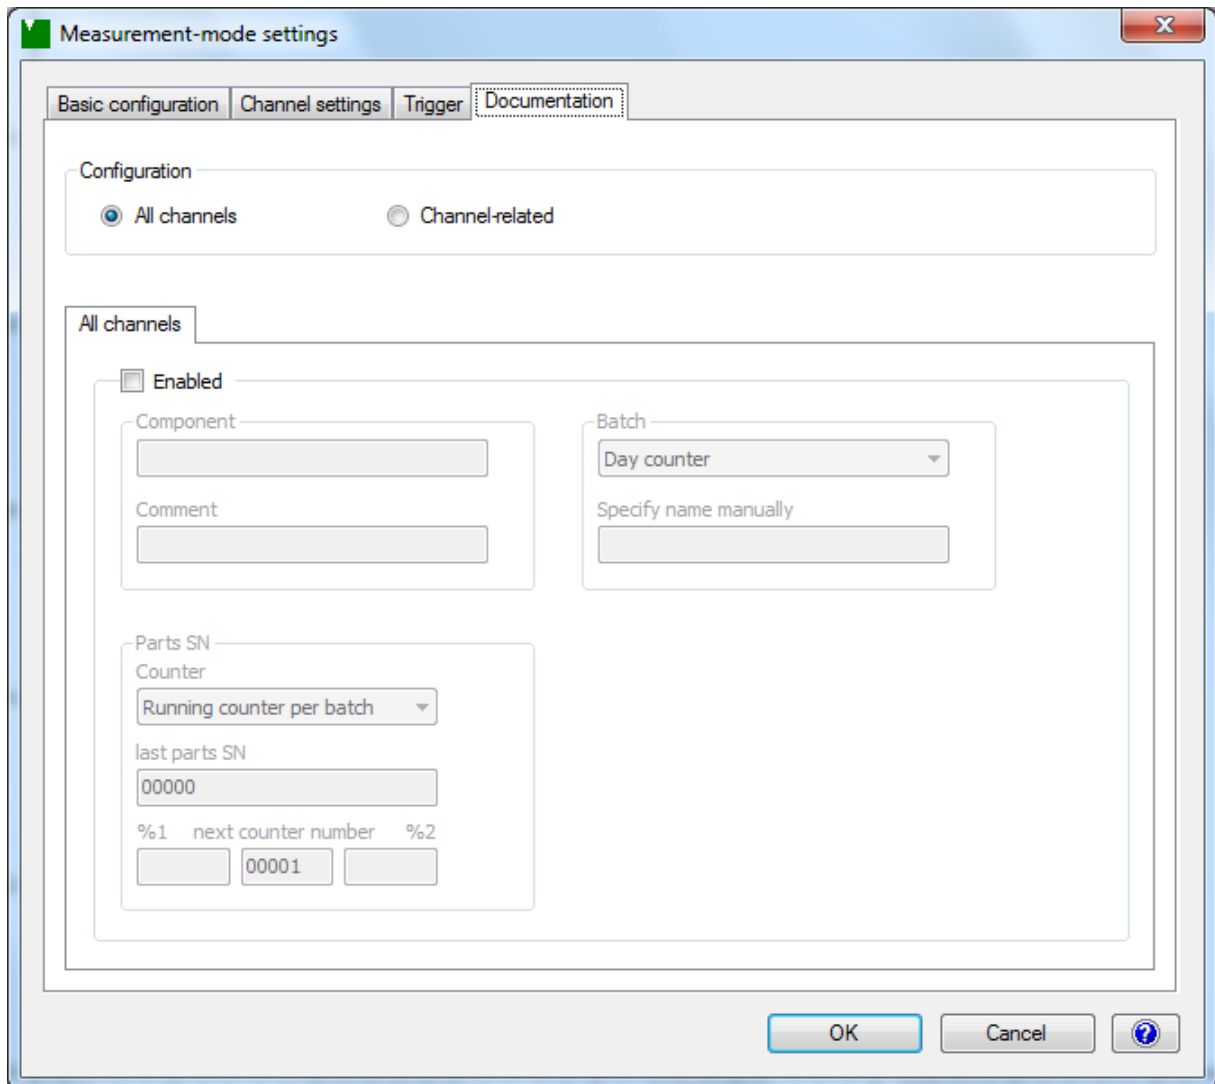 Measurement-mode settings
Basic configuration Channel settings Trigger Documentation
Configuration
All channels Channel-related
All channels
Enabled
Component
Comment
Batch
Day counter
Specify name manually
Parts SN
Counter
Running counter per batch
last parts SN
00000
%1 next counter number %2
00001
OK Cancel ?